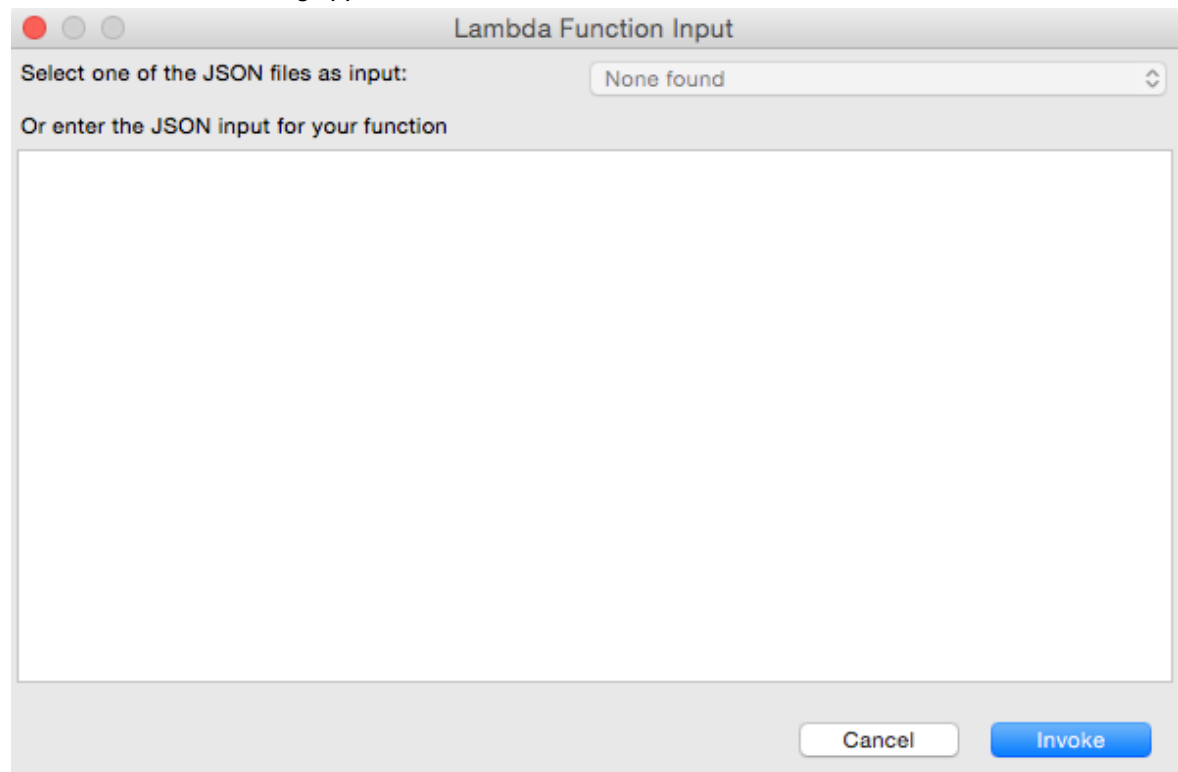 Lambda Function Input
Select one of the JSON files as input: None found
Or enter the JSON input for your function
Cancel Invoke